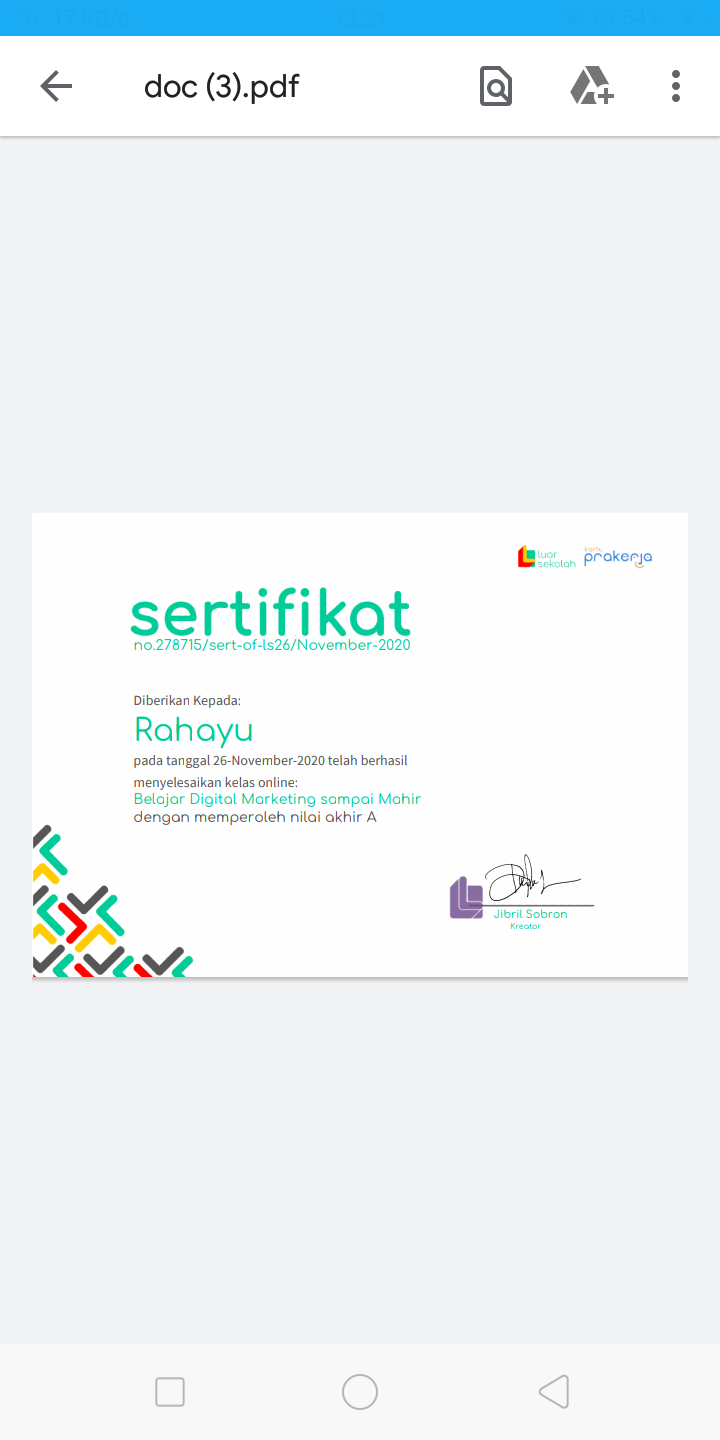 17 KB/s 13.21 54%
doc (3).pdf
luar
sekolah
kartu
prakerja
sertifikat
no.278715/sert-of-ls26/November-2020
Diberikan Kepada:
Rahayu
pada tanggal 26-November-2020 telah berhasil
menyelesaikan kelas online:
Belajar Digital Marketing sampai Mahir
dengan memperoleh nilai akhir A
Jibril Sobron
Kreator